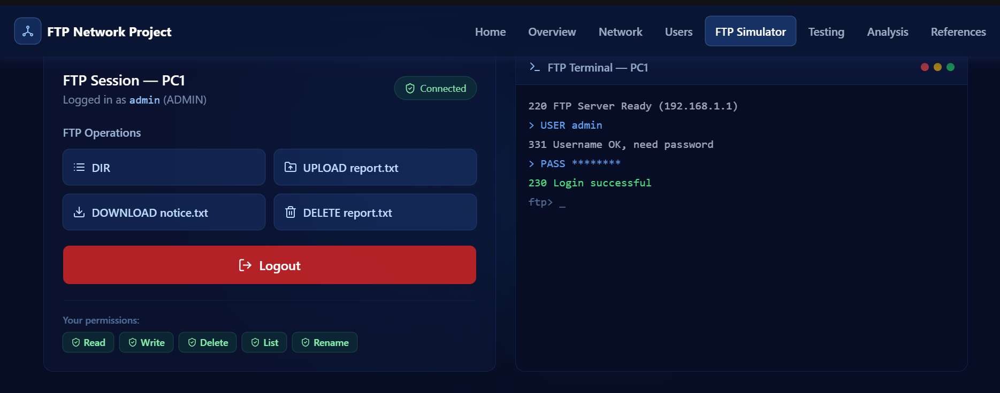 FTP Network Project
Home Overview Network Users FTP Simulator Testing Analysis References
FTP Session — PC1
Logged in as admin (ADMIN)
Connected
FTP Operations
DIR
UPLOAD report.txt
DOWNLOAD notice.txt
DELETE report.txt
Logout
Your permissions:
Read Write Delete List Rename
FTP Terminal — PC1
220 FTP Server Ready (192.168.1.1)
> USER admin
331 Username OK, need password
> PASS ********
230 Login successful
ftp> _